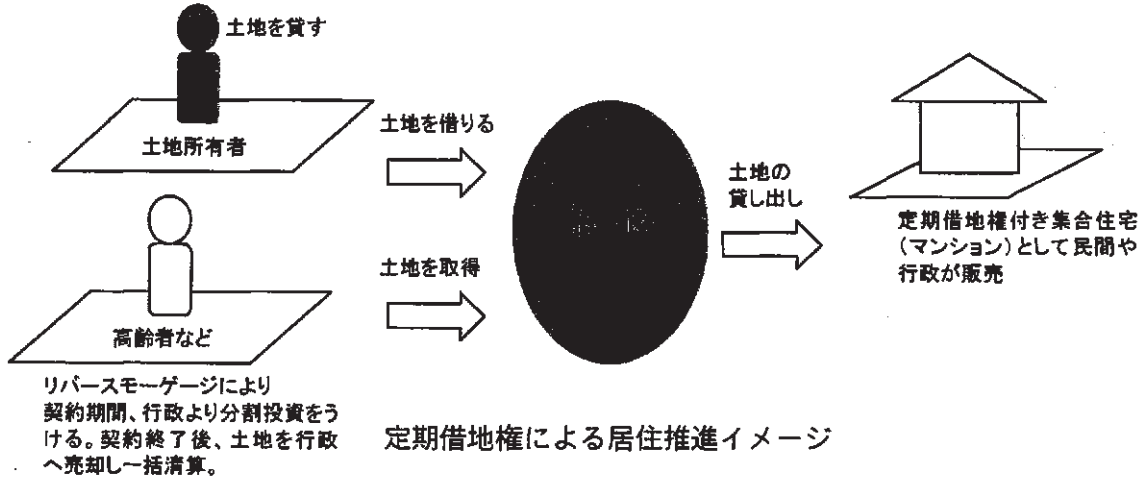 土地を貸す
土地所有者
土地を借りる
高齢者など
土地を取得
リバースモーゲージにより
契約期間、行政より分割投資をう
ける。契約終了後、土地を行政
へ売却し一括清算。
土地の
貸し出し
定期借地権付き集合住宅
(マンション)として民間や
行政が販売
定期借地権による居住推進イメージ